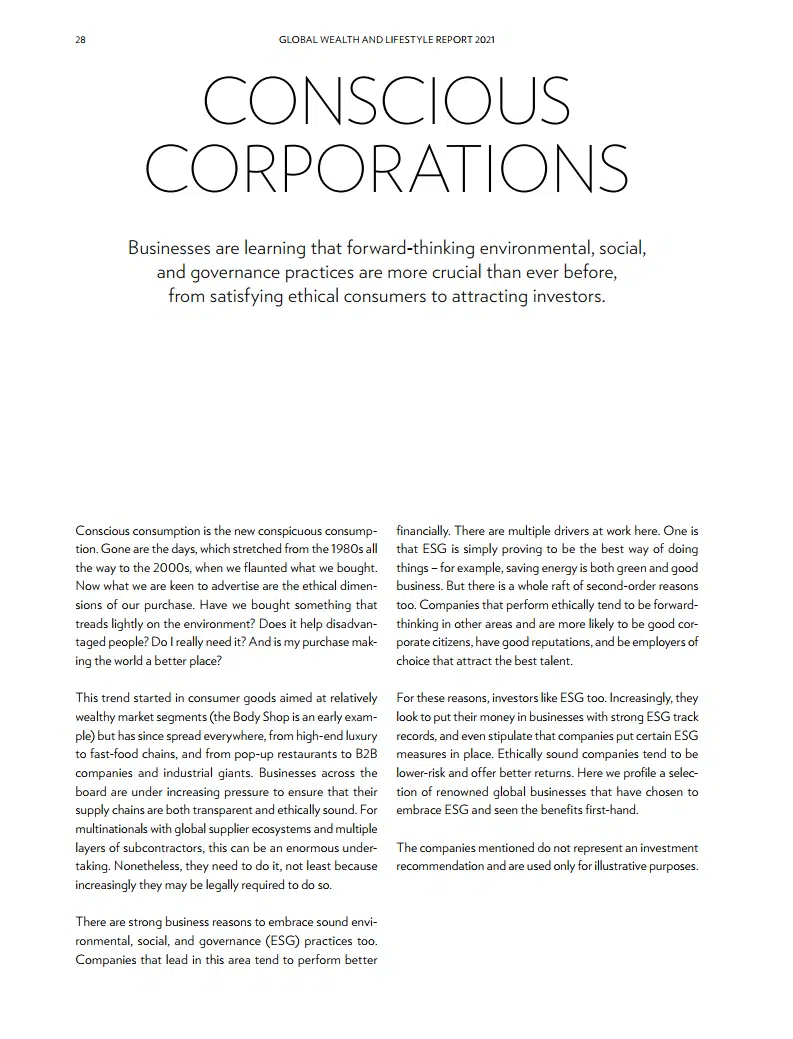 28
GLOBAL WEALTH AND LIFESTYLE REPORT 2021
CONSCIOUS
CORPORATIONS
Businesses are learning that forward-thinking environmental, social,
and governance practices are more crucial than ever before,
from satisfying ethical consumers to attracting investors.
Conscious consumption is the new conspicuous consump-
tion. Gone are the days, which stretched from the 1980s all
the way to the 2000s, when we flaunted what we bought.
Now what we are keen to advertise are the ethical dimen-
sions of our purchase. Have we bought something that
treads lightly on the environment? Does it help disadvan-
taged people? Do I really need it? And is my purchase mak-
ing the world a better place?
This trend started in consumer goods aimed at relatively
wealthy market segments (the Body Shop is an early exam-
ple) but has since spread everywhere, from high-end luxury
to fast-food chains, and from pop-up restaurants to B2B
companies and industrial giants. Businesses across the
board are under increasing pressure to ensure that their
supply chains are both transparent and ethically sound. For
multinationals with global supplier ecosystems and multiple
layers of subcontractors, this can be an enormous under-
taking. Nonetheless, they need to do it, not least because
increasingly they may be legally required to do so.
There are strong business reasons to embrace sound envi-
ronmental, social, and governance (ESG) practices too.
Companies that lead in this area tend to perform better
financially. There are multiple drivers at work here. One is
that ESG is simply proving to be the best way of doing
things – for example, saving energy is both green and good
business. But there is a whole raft of second-order reasons
too. Companies that perform ethically tend to be forward-
thinking in other areas and are more likely to be good cor-
porate citizens, have good reputations, and be employers of
choice that attract the best talent.
For these reasons, investors like ESG too. Increasingly, they
look to put their money in businesses with strong ESG track
records, and even stipulate that companies put certain ESG
measures in place. Ethically sound companies tend to be
lower-risk and offer better returns. Here we profile a selec-
tion of renowned global businesses that have chosen to
embrace ESG and seen the benefits first-hand.
The companies mentioned do not represent an investment
recommendation and are used only for illustrative purposes.